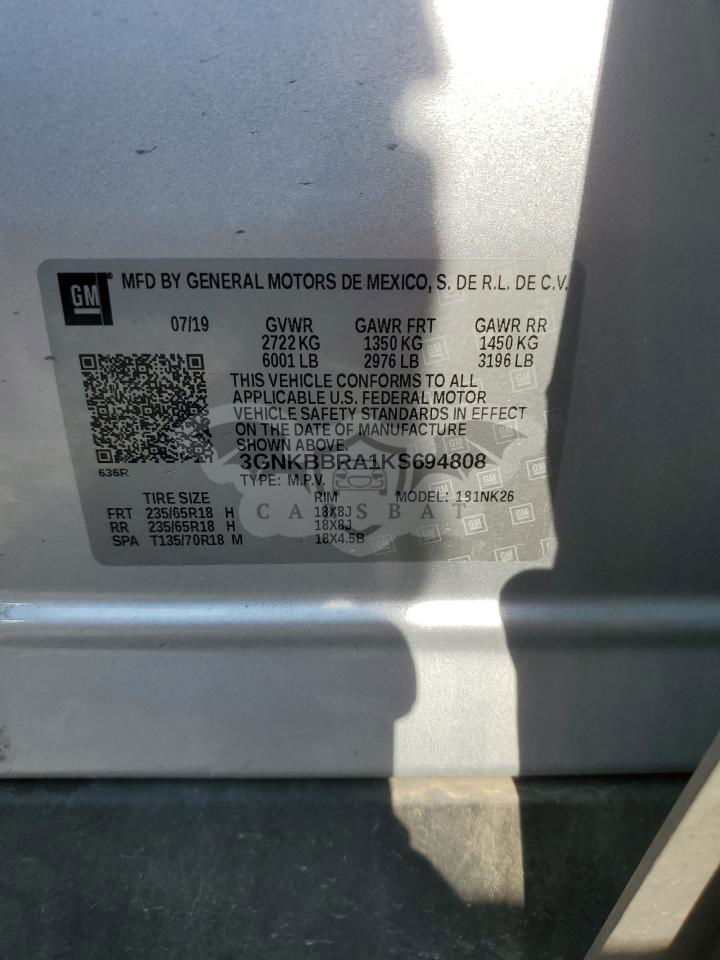 GM
MFD BY GENERAL MOTORS DE MEXICO, S. DE R.L. DE C.V.
07/19 GVWR GAWR FRT GAWR RR
2722 KG 1350 KG 1450 KG
6001 LB 2976 LB 3196 LB
THIS VEHICLE CONFORMS TO ALL
APPLICABLE U.S. FEDERAL MOTOR
VEHICLE SAFETY STANDARDS IN EFFECT
ON THE DATE OF MANUFACTURE
SHOWN ABOVE.
636R
3GNKBBRA1KS694808
TYPE: M.P.V.
TIRE SIZE RIM MODEL: 1S1NK26
FRT 235/65R18 H 18X8J
RR 235/65R18 H 18X8J
SPA T135/70R18 M 18X4.5B
CARSBAT